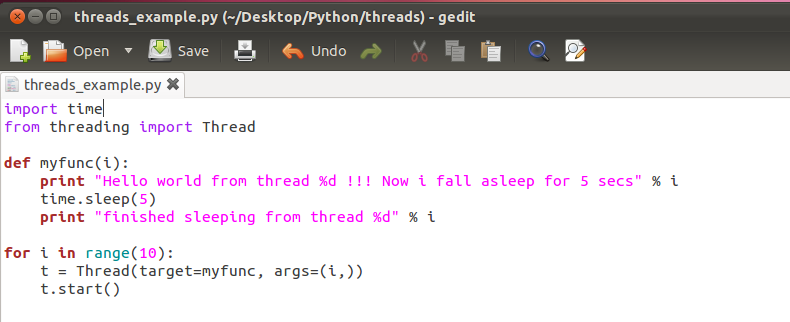 threads_example.py (~/Desktop/Python/threads) - gedit
Open Save Undo
threads_example.py
import time
from threading import Thread

def myfunc(i):
    print "Hello world from thread %d !!! Now i fall asleep for 5 secs" % i
    time.sleep(5)
    print "finished sleeping from thread %d" % i

for i in range(10):
    t = Thread(target=myfunc, args=(i,))
    t.start()